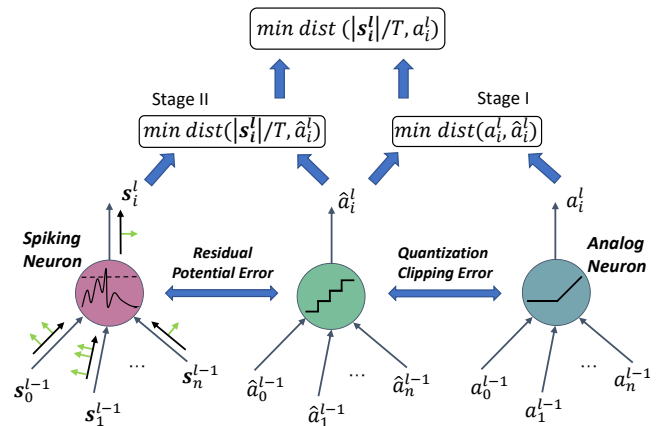 min dist (|s_i^l|/T, a_i^l)
Stage II
Stage I
min dist(|s_i^l|/T, â_i^l)
min dist(a_i^l, â_i^l)
s_i^l
â_i^l
a_i^l
Spiking
Neuron
Residual
Potential Error
Quantization
Clipping Error
Analog
Neuron
s_0^{l-1}
s_1^{l-1}
...
s_n^{l-1}
â_0^{l-1}
â_1^{l-1}
...
â_n^{l-1}
a_0^{l-1}
a_1^{l-1}
...
a_n^{l-1}